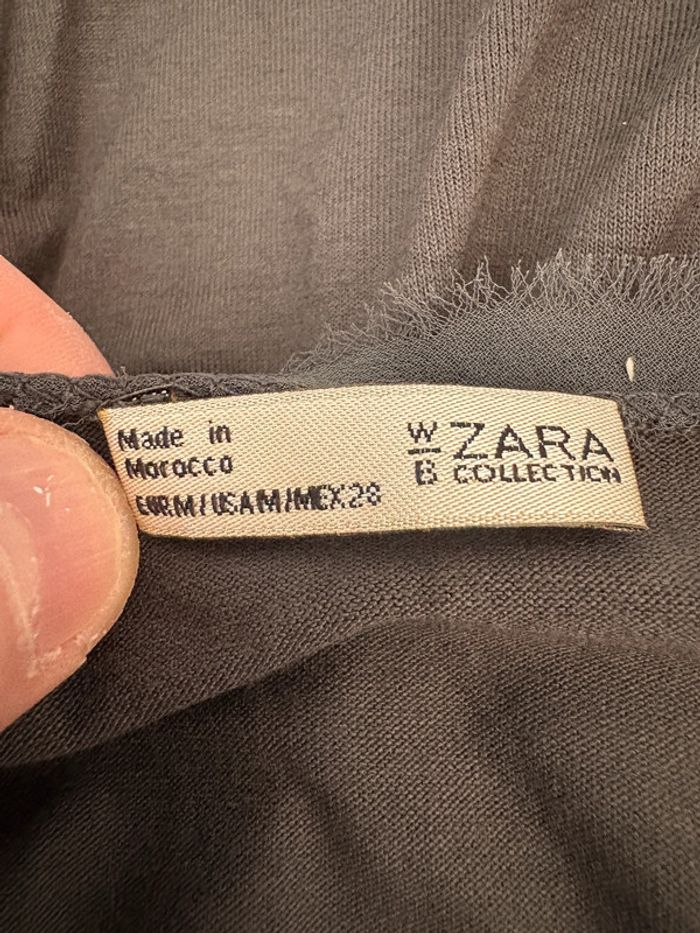 Made in
Morocco
EUR M / USA M / MEX 28
W
B
ZARA
COLLECTION